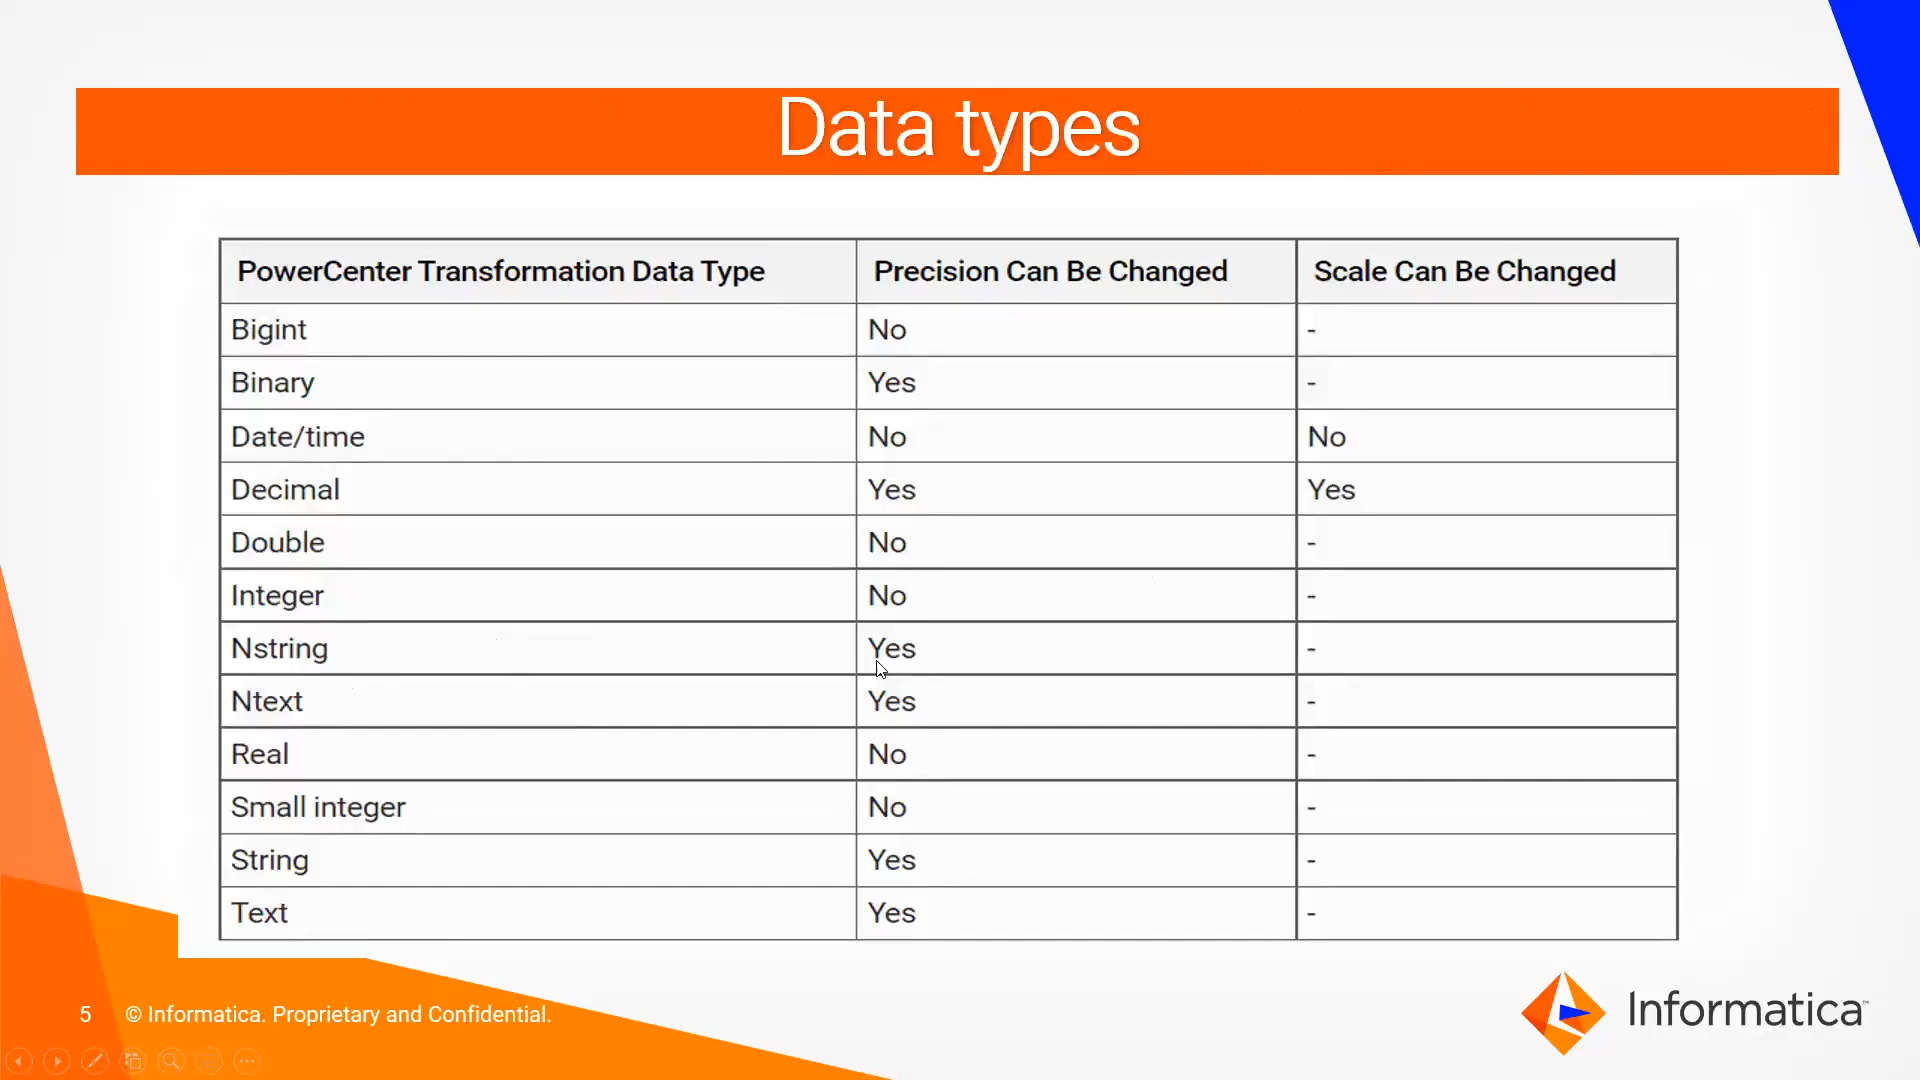 Data types
PowerCenter Transformation Data Type Precision Can Be Changed Scale Can Be Changed
Bigint No -
Binary Yes -
Date/time No No
Decimal Yes Yes
Double No -
Integer No -
Nstring Yes -
Ntext Yes -
Real No -
Small integer No -
String Yes -
Text Yes -
5 © Informatica. Proprietary and Confidential.
Informatica™